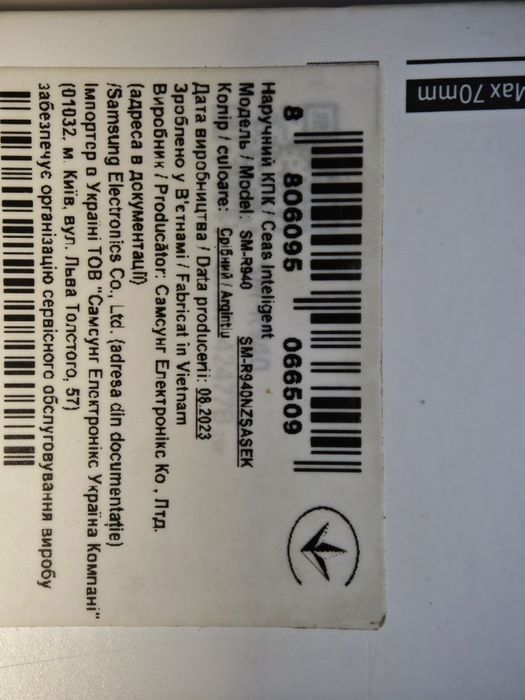 8 806095 066509
Наручний КПК / Ceas Inteligent
Модель / Model: SM-R940 SM-R940NZSASEK
Колір / culoare: Срібний / Argintiu
Дата виробництва / Data producerii: 08.2023
Зроблено у В'єтнамі / Fabricat in Vietnam
Виробник / Producător: Самсунг Електронікс Ко., Лтд.
(адреса в документації)
/Samsung Electronics Co., Ltd. (adresa din documentație)
Імпортер в Україні ТОВ "Самсунг Електронікс Україна Компані"
(01032, м. Київ, вул. Льва Толстого, 57)
забезпечує організацію сервісного обслуговування виробу
Max 70mm